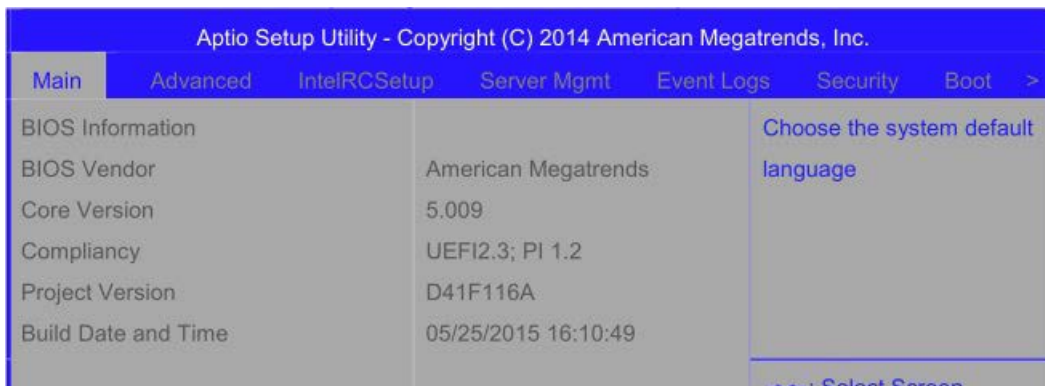 Aptio Setup Utility - Copyright (C) 2014 American Megatrends, Inc.
Main Advanced IntelRCSetup Server Mgmt Event Logs Security Boot >
BIOS Information
BIOS Vendor American Megatrends
Core Version 5.009
Compliancy UEFI2.3; PI 1.2
Project Version D41F116A
Build Date and Time 05/25/2015 16:10:49
Choose the system default
language
: Select Screen